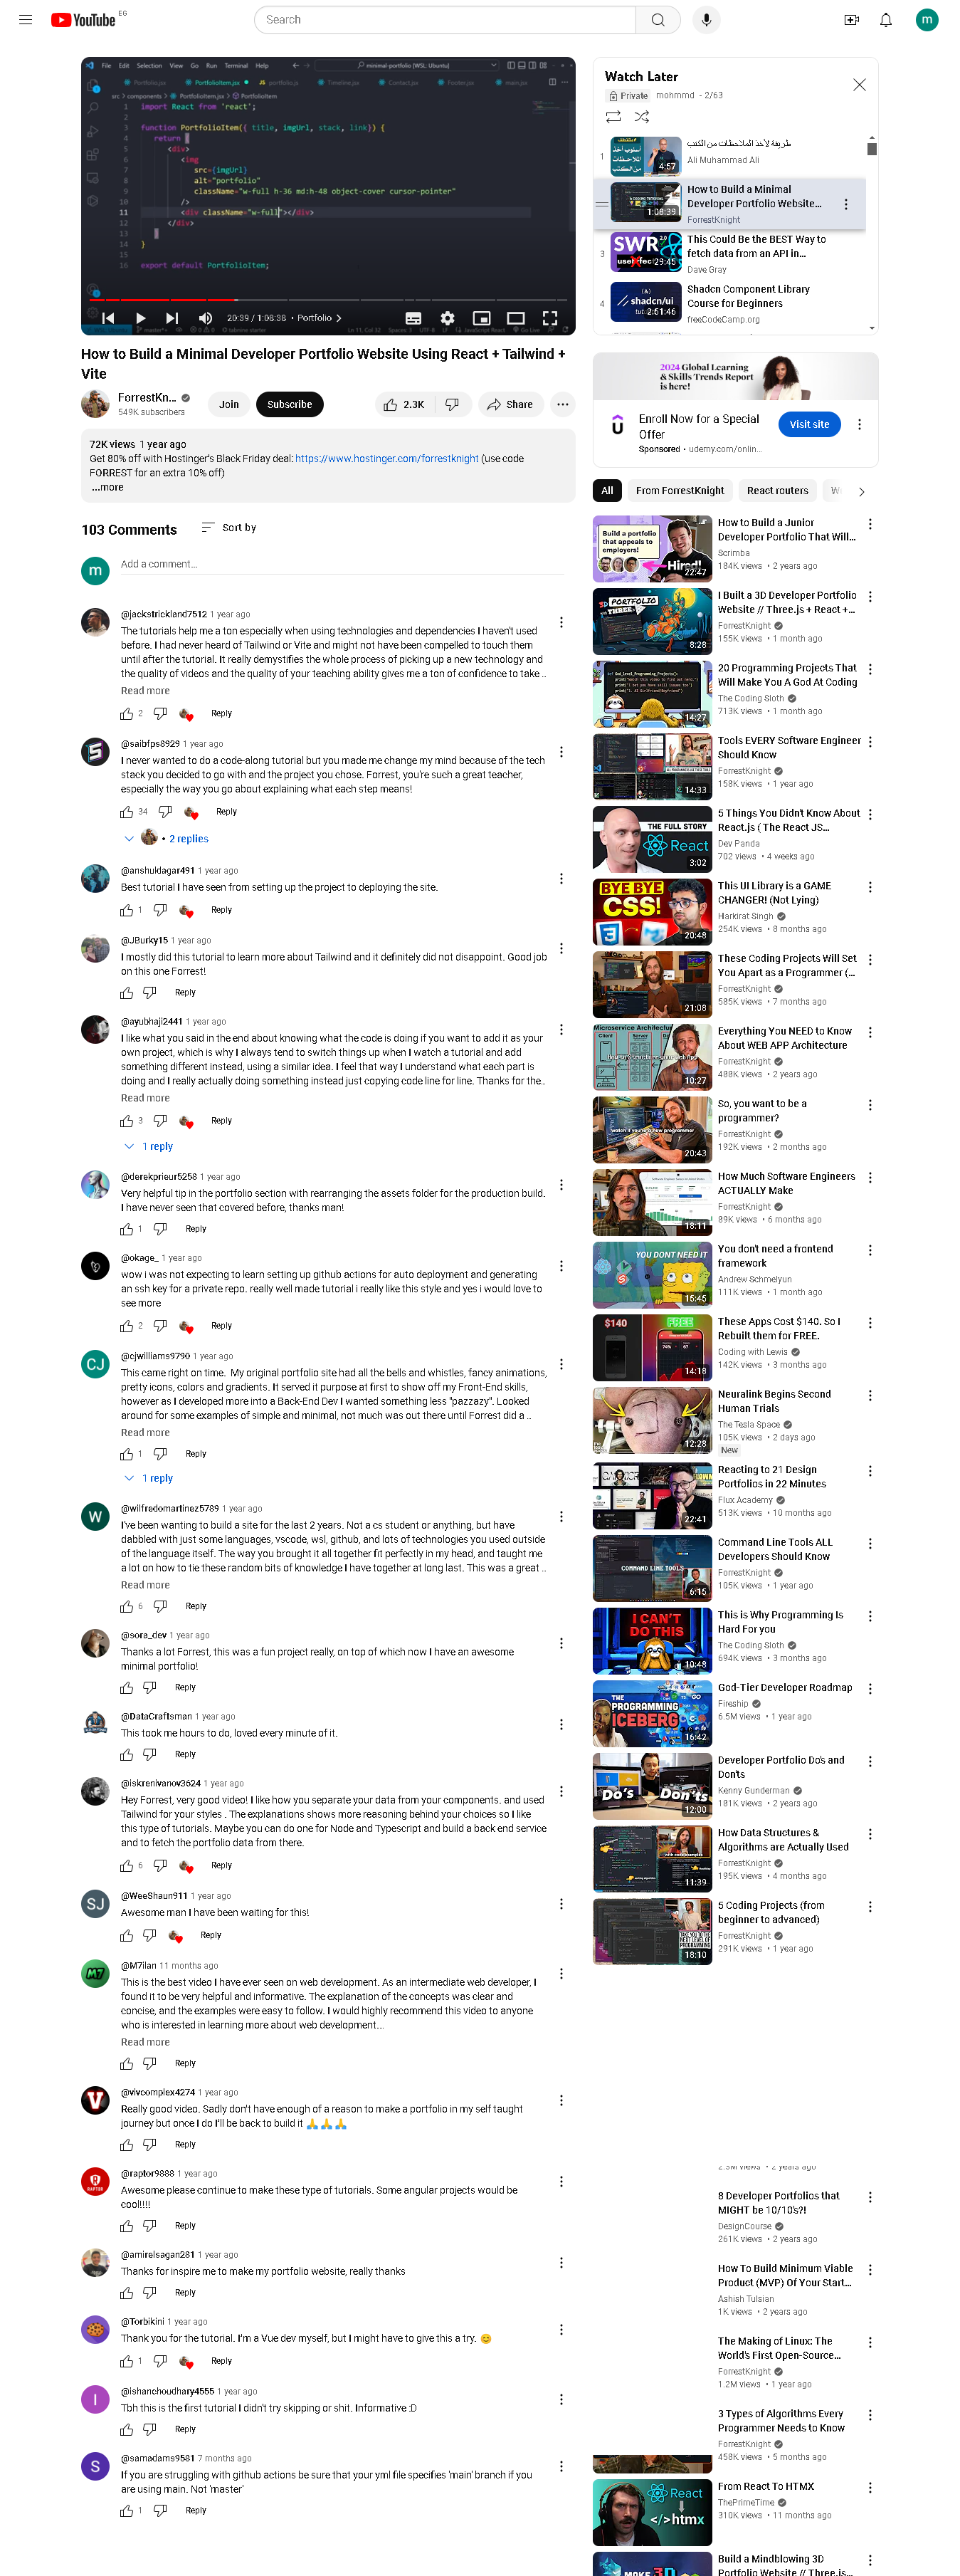 YouTube EG
Search
m
import React from 'react';
function PortfolioItem({ title, imgUrl, stack, link}) {
return (
<div>
<img
src={imgUrl}
alt="portfolio"
className="w-full h-36 md:h-48 object-cover cursor-pointer"
/>
<div className="w-full"></div>
</div>
)
}
export default PortfolioItem;
20:39 / 1:08:38 • Portfolio
How to Build a Minimal Developer Portfolio Website Using React + Tailwind +
Vite
ForrestKn...
549K subscribers
Join
Subscribe
2.3K
Share
72K views 1 year ago
Get 80% off with Hostinger's Black Friday deal: https://www.hostinger.com/forrestknight (use code
FORREST for an extra 10% off)
...more
103 Comments
Sort by
m
Add a comment...
@jackstrickland7512 1 year ago
The tutorials help me a ton especially when using technologies and dependencies I haven't used
before. I had never heard of Tailwind or Vite and might not have been compelled to touch them
until after the tutorial. It really demystifies the whole process of picking up a new technology and
the quality of videos and the quality of your teaching ability gives me a ton of confidence to take ..
Read more
2
Reply
@saibfps8929 1 year ago
I never wanted to do a code-along tutorial but you made me change my mind because of the tech
stack you decided to go with and the project you chose. Forrest, you're such a great teacher,
especially the way you go about explaining what each step means!
34
Reply
• 2 replies
@anshuldagar491 1 year ago
Best tutorial I have seen from setting up the project to deploying the site.
1
Reply
@JBurky15 1 year ago
I mostly did this tutorial to learn more about Tailwind and it definitely did not disappoint. Good job
on this one Forrest!
Reply
@ayubhaji2441 1 year ago
I like what you said in the end about knowing what the code is doing if you want to add it as your
own project, which is why I always tend to switch things up when I watch a tutorial and add
something different instead, using a similar idea. I feel that way I understand what each part is
doing and I really actually doing something instead just copying code line for line. Thanks for the..
Read more
3
Reply
1 reply
@derekprieur5258 1 year ago
Very helpful tip in the portfolio section with rearranging the assets folder for the production build.
I have never seen that covered before, thanks man!
1
Reply
@okage_ 1 year ago
wow i was not expecting to learn setting up github actions for auto deployment and generating
an ssh key for a private repo. really well made tutorial i really like this style and yes i would love to
see more
2
Reply
CJ
@cjwilliams9790 1 year ago
This came right on time. My original portfolio site had all the bells and whistles, fancy animations,
pretty icons, colors and gradients. It served it purpose at first to show off my Front-End skills,
however as I developed more into a Back-End Dev I wanted something less "pazzazy". Looked
around for some examples of simple and minimal, not much was out there until Forrest did a ..
Read more
1
Reply
1 reply
W
@wilfredomartinez5789 1 year ago
I've been wanting to build a site for the last 2 years. Not a cs student or anything, but have
dabbled with just some languages, vscode, wsl, github, and lots of technologies you used outside
of the language itself. The way you brought it all together fit perfectly in my head, and taught me
a lot on how to tie these random bits of knowledge I have together at long last. This was a great ..
Read more
6
Reply
@sora_dev 1 year ago
Thanks a lot Forrest, this was a fun project really, on top of which now I have an awesome
minimal portfolio!
Reply
@DataCraftsman 1 year ago
This took me hours to do, loved every minute of it.
Reply
@iskrenivanov3624 1 year ago
Hey Forrest, very good video! I like how you separate your data from your components. and used
Tailwind for your styles . The explanations shows more reasoning behind your choices so I like
this type of tutorials. Maybe you can do one for Node and Typescript and build a back end service
and to fetch the portfolio data from there.
6
Reply
SJ
@WeeShaun911 1 year ago
Awesome man I have been waiting for this!
Reply
M7
@M7ilan 11 months ago
This is the best video I have ever seen on web development. As an intermediate web developer, I
found it to be very helpful and informative. The explanation of the concepts was clear and
concise, and the examples were easy to follow. I would highly recommend this video to anyone
who is interested in learning more about web development....
Read more
Reply
V
@vivcomplex4274 1 year ago
Really good video. Sadly don't have enough of a reason to make a portfolio in my self taught
journey but once I do I'll be back to build it 🙏🙏🙏
Reply
@raptor9888 1 year ago
Awesome please continue to make these type of tutorials. Some angular projects would be
cool!!!!
Reply
@amirelsagan281 1 year ago
Thanks for inspire me to make my portfolio website, really thanks
Reply
@Torbikini 1 year ago
Thank you for the tutorial. I'm a Vue dev myself, but I might have to give this a try. 😊
1
Reply
I
@ishanchoudhary4555 1 year ago
Tbh this is the first tutorial I didn't try skipping or shit. Informative :D
Reply
S
@samadams9581 7 months ago
If you are struggling with github actions be sure that your yml file specifies 'main' branch if you
are using main. Not 'master'
1
Reply
Watch Later
Private mohmmd - 2/63
1
4:57
طريقة لأخذ الملاحظات من الكتب
Ali Muhammad Ali
1:08:39
How to Build a Minimal
Developer Portfolio Website...
ForrestKnight
3
SWR 2.0
29:45
This Could Be the BEST Way to
fetch data from an API in...
Dave Gray
4
shadcn/ui
2:51:46
Shadcn Component Library
Course for Beginners
freeCodeCamp.org
2024 Global Learning
& Skills Trends Report
is here!
Enroll Now for a Special
Offer
Sponsored • udemy.com/onlin...
Visit site
All
From ForrestKnight
React routers
Build a portfolio
that appeals to
employers!
Hired!
22:47
How to Build a Junior
Developer Portfolio That Will...
Scrimba
184K views • 2 years ago
3D PORTFOLIO
THREE
8:28
I Built a 3D Developer Portfolio
Website // Three.js + React +...
ForrestKnight
155K views • 1 month ago
14:27
20 Programming Projects That
Will Make You A God At Coding
The Coding Sloth
713K views • 1 month ago
14:33
Tools EVERY Software Engineer
Should Know
ForrestKnight
158K views • 1 year ago
THE FULL STORY
React
3:02
5 Things You Didn't Know About
React.js ( The React JS...
Dev Panda
702 views • 4 weeks ago
BYE BYE
CSS!
20:48
This UI Library is a GAME
CHANGER! (Not Lying)
Harkirat Singh
254K views • 8 months ago
21:08
These Coding Projects Will Set
You Apart as a Programmer (...
ForrestKnight
585K views • 7 months ago
Microservice Architectur
Client
Server
10:27
Everything You NEED to Know
About WEB APP Architecture
ForrestKnight
488K views • 2 years ago
20:43
So, you want to be a
programmer?
ForrestKnight
192K views • 2 months ago
18:11
How Much Software Engineers
ACTUALLY Make
ForrestKnight
89K views • 6 months ago
YOU DONT NEED IT
15:45
You don't need a frontend
framework
Andrew Schmelyun
111K views • 1 month ago
$140
FREE
14:18
These Apps Cost $140. So I
Rebuilt them for FREE.
Coding with Lewis
142K views • 3 months ago
12:28
Neuralink Begins Second
Human Trials
The Tesla Space
105K views • 2 days ago
New
22:41
Reacting to 21 Design
Portfolios in 22 Minutes
Flux Academy
513K views • 10 months ago
COMMAND LINE TOOLS
6:15
Command Line Tools ALL
Developers Should Know
ForrestKnight
105K views • 1 year ago
I CAN'T
DO THIS
10:48
This is Why Programming Is
Hard For you
The Coding Sloth
694K views • 3 months ago
THE
PROGRAMMING
ICEBERG
16:42
God-Tier Developer Roadmap
Fireship
6.5M views • 1 year ago
Do's Don'ts
12:00
Developer Portfolio Do's and
Don'ts
Kenny Gunderman
181K views • 2 years ago
11:39
How Data Structures &
Algorithms are Actually Used
ForrestKnight
195K views • 4 months ago
TAKE YOU TO THE
NEXT LEVEL OF
PROGRAMMING
18:10
5 Coding Projects (from
beginner to advanced)
ForrestKnight
291K views • 1 year ago
2.3M views • 2 years ago
8 Developer Portfolios that
MIGHT be 10/10's?!
DesignCourse
261K views • 2 years ago
How To Build Minimum Viable
Product (MVP) Of Your Start...
Ashish Tulsian
1K views • 2 years ago
The Making of Linux: The
World's First Open-Source...
ForrestKnight
1.2M views • 1 year ago
3 Types of Algorithms Every
Programmer Needs to Know
ForrestKnight
458K views • 5 months ago
React
</>htmx
From React To HTMX
ThePrimeTime
310K views • 11 months ago
MAKE 3D
Build a Mindblowing 3D
Portfolio Website // Three.js...